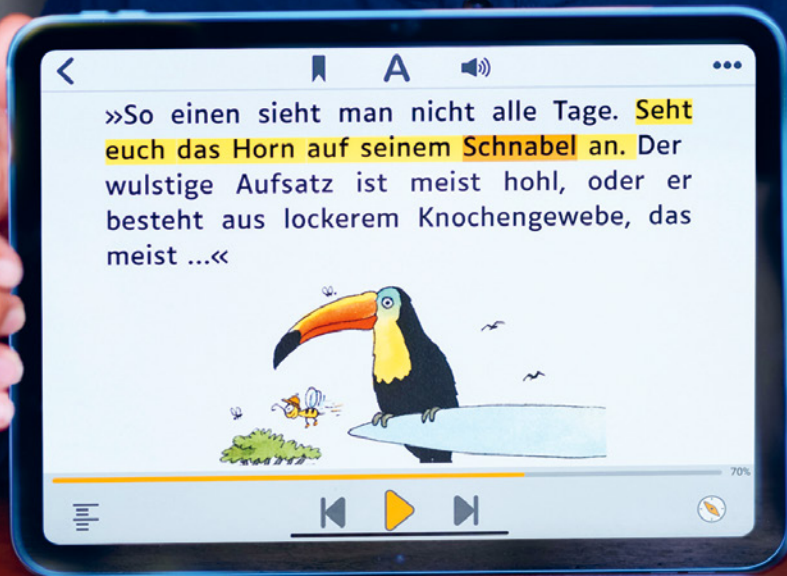 A
»So einen sieht man nicht alle Tage. Seht
euch das Horn auf seinem Schnabel an. Der
wulstige Aufsatz ist meist hohl, oder er
besteht aus lockerem Knochengewebe, das
meist ...«
70%